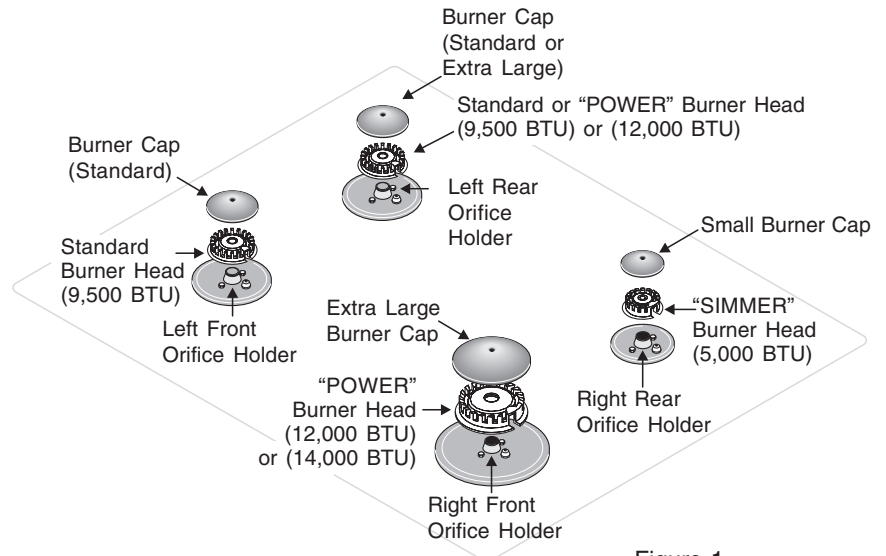 Burner Cap
(Standard or
Extra Large)
Standard or “POWER” Burner Head
(9,500 BTU) or (12,000 BTU)
Burner Cap
(Standard)
Left Rear
Orifice
Holder
Small Burner Cap
Standard
Burner Head
(9,500 BTU)
Left Front
Orifice Holder
Extra Large
Burner Cap
“SIMMER”
Burner Head
(5,000 BTU)
“POWER”
Burner Head
(12,000 BTU)
or (14,000 BTU)
Right Rear
Orifice Holder
Right Front
Orifice Holder
Figure 1